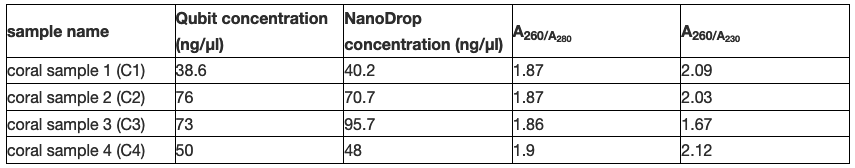 sample name Qubit concentration (ng/µl) NanoDrop concentration (ng/µl) A260/A280 A260/A230
coral sample 1 (C1) 38.6 40.2 1.87 2.09
coral sample 2 (C2) 76 70.7 1.87 2.03
coral sample 3 (C3) 73 95.7 1.86 1.67
coral sample 4 (C4) 50 48 1.9 2.12